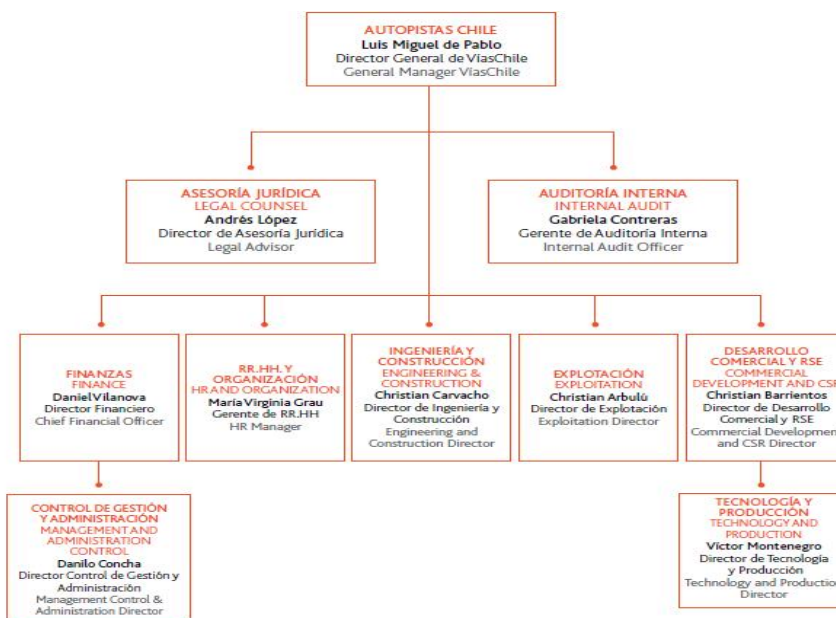 AUTOPISTAS CHILE
Luis Miguel de Pablo
Director General de VíasChile
General Manager VíasChile
ASESORÍA JURÍDICA
LEGAL COUNSEL
Andrés López
Director de Asesoría Jurídica
Legal Advisor
AUDITORÍA INTERNA
INTERNAL AUDIT
Gabriela Contreras
Gerente de Auditoría Interna
Internal Audit Officer
FINANZAS
FINANCE
Daniel Vilanova
Director Financiero
Chief Financial Officer
RR.HH. Y
ORGANIZACIÓN
HR AND ORGANIZATION
María Virginia Grau
Gerente de RR.HH
HR Manager
INGENIERÍA Y
CONSTRUCCIÓN
ENGINEERING &
CONSTRUCTION
Christian Carvacho
Director de Ingeniería y
Construcción
Engineering and
Construction Director
EXPLOTACIÓN
EXPLOITATION
Christian Arbulú
Director de Explotación
Exploitation Director
DESARROLLO
COMERCIAL Y RSE
COMMERCIAL
DEVELOPMENT AND CSR
Christian Barrientos
Director de Desarrollo
Comercial y RSE
Commercial Development
and CSR Director
CONTROL DE GESTIÓN
Y ADMINISTRACIÓN
MANAGEMENT AND
ADMINISTRATION
CONTROL
Danilo Concha
Director Control de Gestión y
Administración
Management Control
& Administration Director
TECNOLOGÍA Y
PRODUCCIÓN
TECHNOLOGY AND
PRODUCTION
Víctor Montenegro
Director de Tecnología
y Producción
Technology and Production
Director